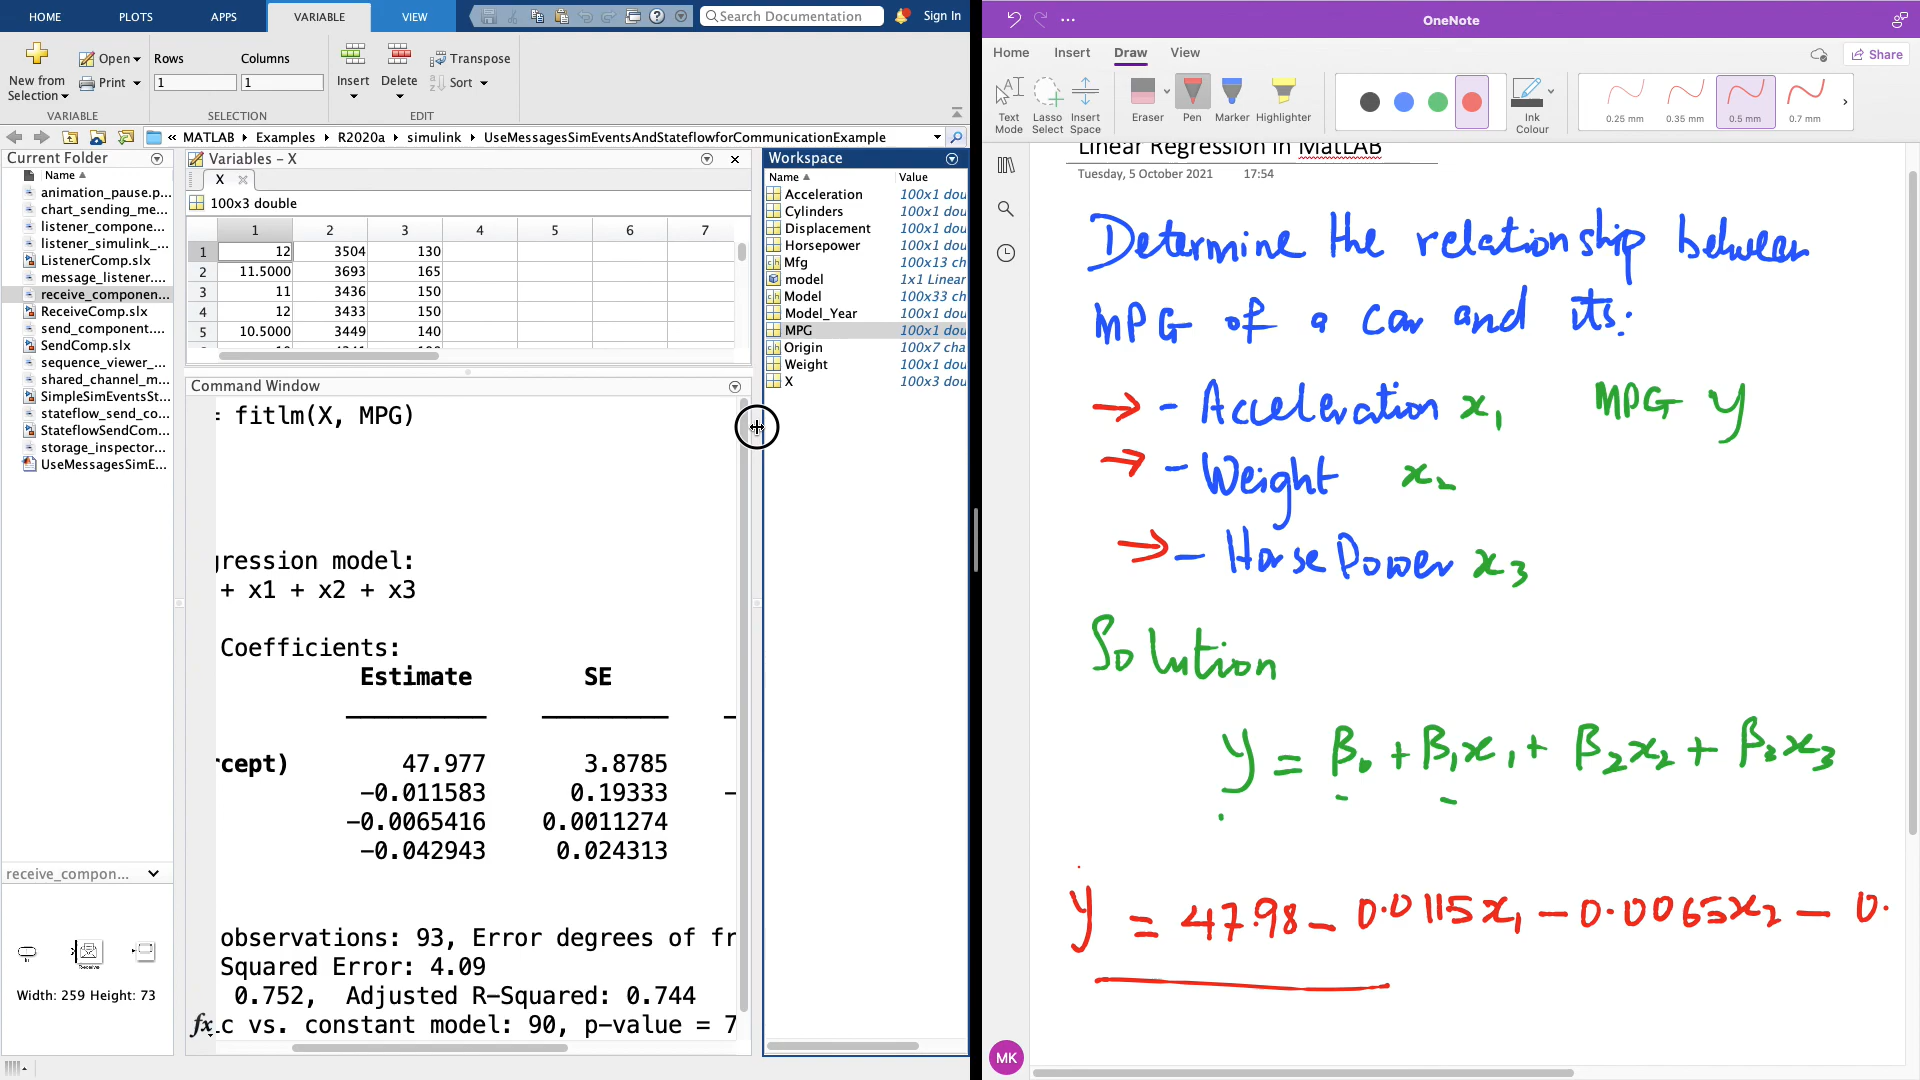 HOME PLOTS APPS VARIABLE VIEW Search Documentation Sign In
New from Selection
Open
Print
VARIABLE
Rows Columns
1 1
SELECTION
Insert Delete
Transpose
Sort
EDIT
« MATLAB Examples R2020a simulink UseMessagesSimEventsAndStateflowforCommunicationExample
Current Folder
Name
animation_pause.p...
chart_sending_me...
listener_compone...
listener_simulink_...
ListenerComp.slx
message_listener....
receive_componen...
ReceiveComp.slx
send_component....
SendComp.slx
sequence_viewer_...
shared_channel_m...
SimpleSimEventsSt...
stateflow_send_co...
StateflowSendCom...
storage_inspector...
UseMessagesSimE...
receive_compon...
Receive
Width: 259 Height: 73
Variables - X
X
100x3 double
1 2 3 4 5 6 7
1 12 3504 130
2 11.5000 3693 165
3 11 3436 150
4 12 3433 150
5 10.5000 3449 140
Command Window
= fitlm(X, MPG)
gression model:
+ x1 + x2 + x3
Coefficients:
Estimate SE
rcept) 47.977 3.8785
-0.011583 0.19333
-0.0065416 0.0011274
-0.042943 0.024313
observations: 93, Error degrees of fr
Squared Error: 4.09
0.752, Adjusted R-Squared: 0.744
ic vs. constant model: 90, p-value = 7
fx
Workspace
Name Value
Acceleration 100x1 dou
Cylinders 100x1 dou
Displacement 100x1 dou
Horsepower 100x1 dou
Mfg 100x13 ch
model 1x1 Linear
Model 100x33 ch
Model_Year 100x1 dou
MPG 100x1 dou
Origin 100x7 cha
Weight 100x1 dou
X 100x3 dou
OneNote
Home Insert Draw View Share
Text Mode
Lasso Select
Insert Space
Eraser Pen Marker Highlighter
Ink Colour
0.25 mm 0.35 mm 0.5 mm 0.7 mm
Linear Regression in MatLAB
Tuesday, 5 October 2021 17:54
Determine the relationship between
MPG of a car and its:
→ - Acceleration x₁ MPG y
→ - Weight x₂
→ - Horse Power x₃
Solution
y = β₀ + β₁x₁ + β₂x₂ + β₃x₃
y = 47.98 - 0.0115x₁ - 0.0065x₂ - 0.
MK